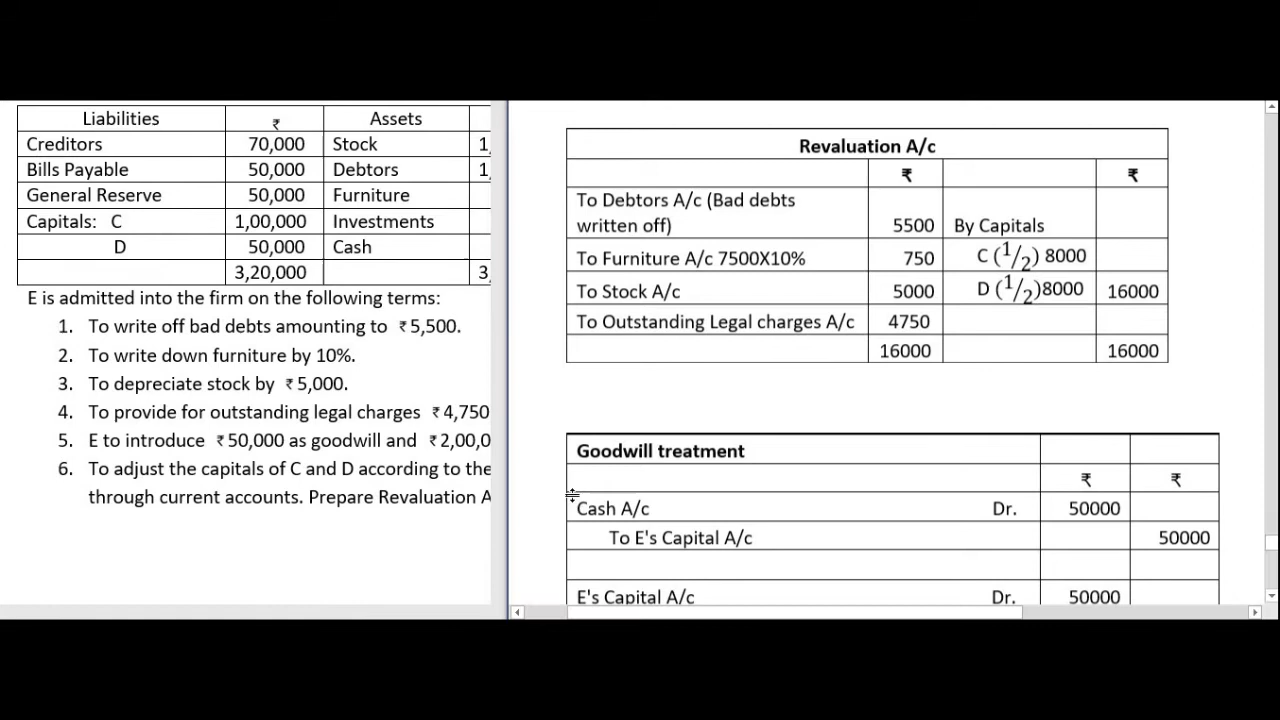 Liabilities ₹ Assets
Creditors 70,000 Stock 1,
Bills Payable 50,000 Debtors 1,
General Reserve 50,000 Furniture
Capitals: C 1,00,000 Investments
D 50,000 Cash
3,20,000 3,
E is admitted into the firm on the following terms:
1. To write off bad debts amounting to ₹5,500.
2. To write down furniture by 10%.
3. To depreciate stock by ₹5,000.
4. To provide for outstanding legal charges ₹4,750
5. E to introduce ₹50,000 as goodwill and ₹2,00,0
6. To adjust the capitals of C and D according to the
through current accounts. Prepare Revaluation A
Revaluation A/c
₹ ₹
To Debtors A/c (Bad debts
written off) 5500 By Capitals
To Furniture A/c 7500X10% 750 C (1/2) 8000
To Stock A/c 5000 D (1/2)8000 16000
To Outstanding Legal charges A/c 4750
16000 16000
Goodwill treatment
₹ ₹
Cash A/c Dr. 50000
To E's Capital A/c 50000
E's Capital A/c Dr. 50000